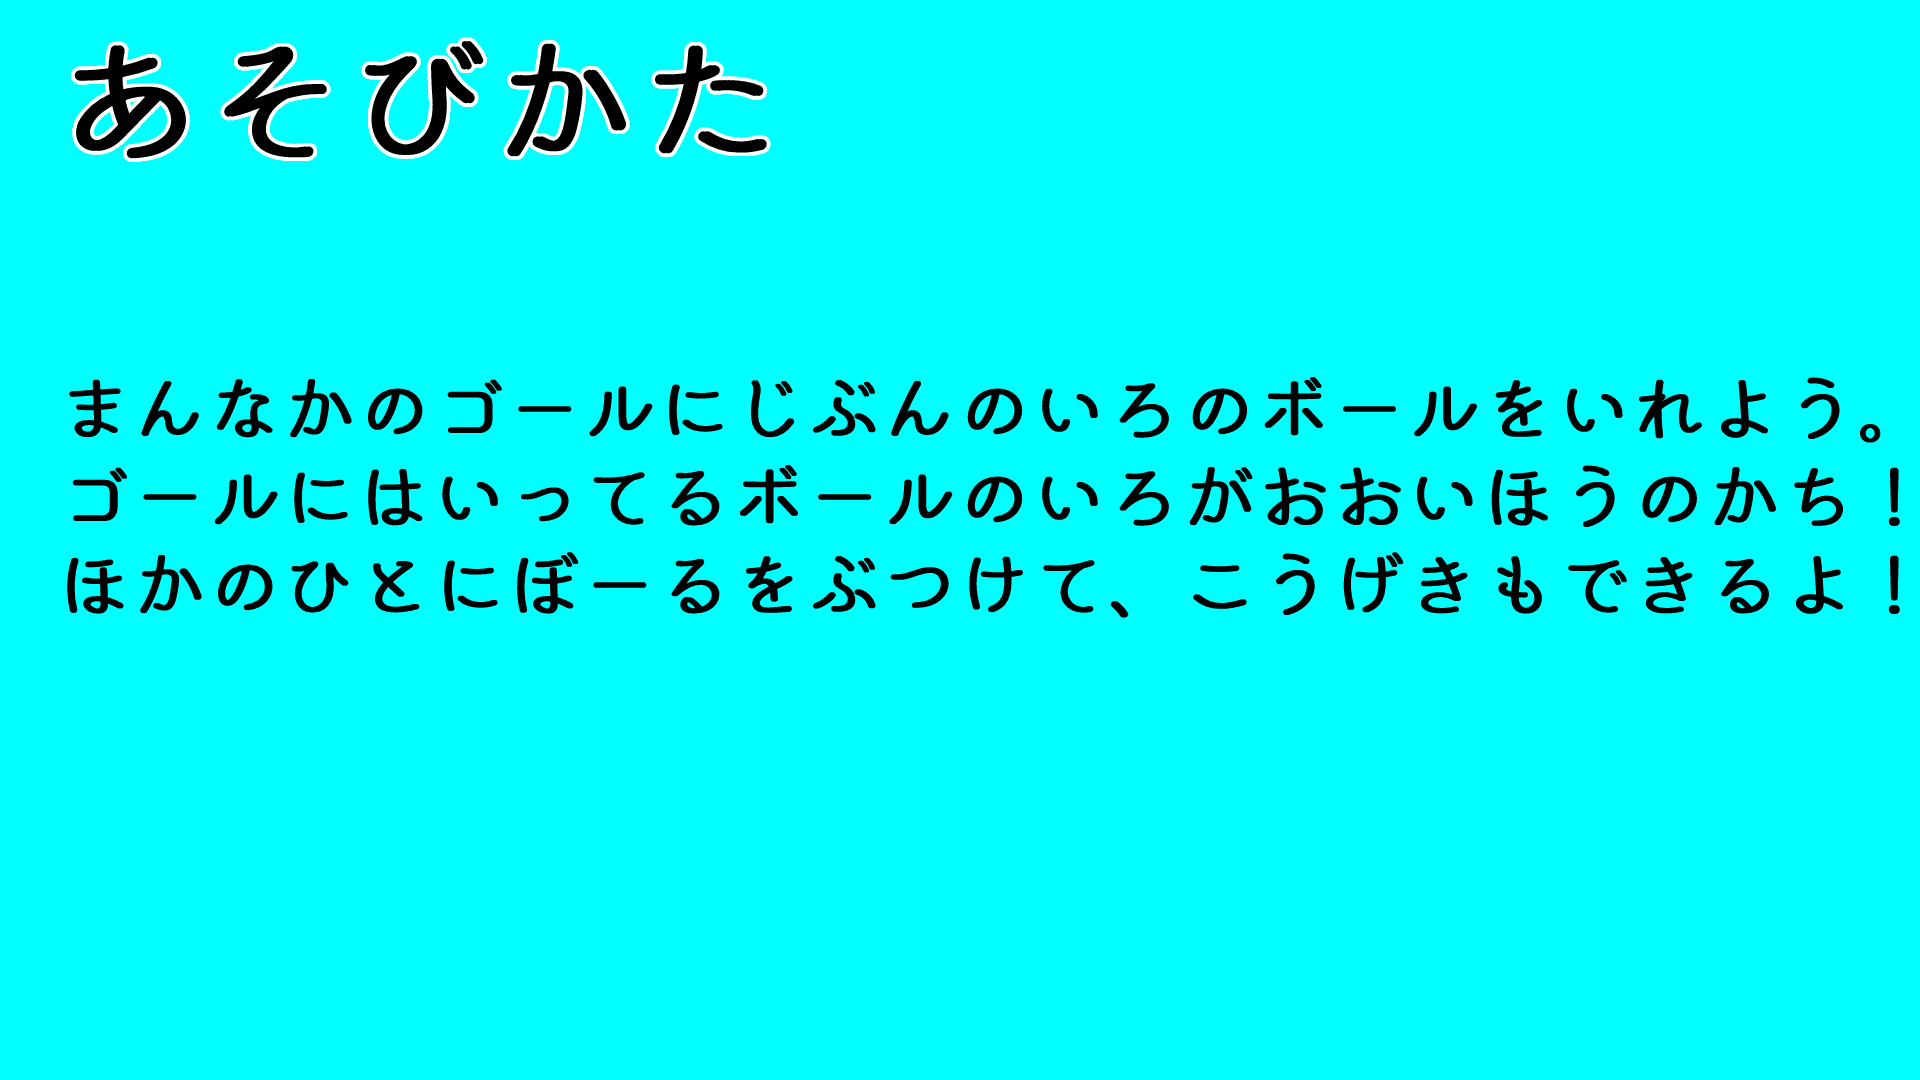 あそびかた
まんなかのゴールにじぶんのいろのボールをいれよう。
ゴールにはいってるボールのいろがおおいほうのかち！
ほかのひとにぼーるをぶつけて、こうげきもできるよ！